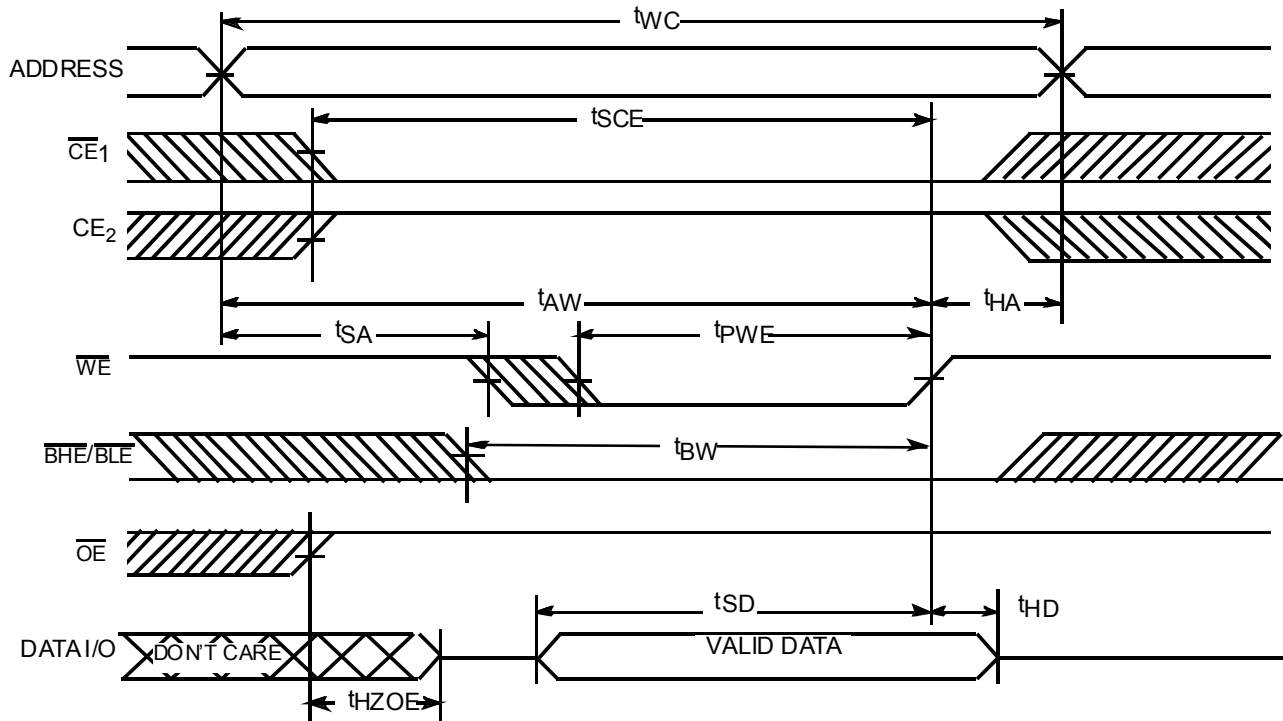 tWC
ADDRESS
tSCE
CE1
CE2
tAW
tHA
tSA
tPWE
WE
tBW
BHE/BLE
OE
tSD
tHD
DATA I/O
DON'T CARE
VALID DATA
tHZOE